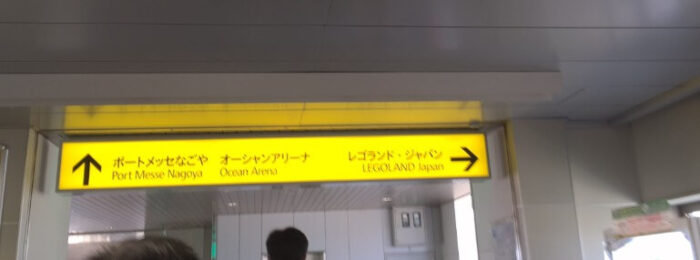 ポートメッセなごや オーシャンアリーナ レゴランド・ジャパン
Port Messe Nagoya Ocean Arena LEGOLAND Japan